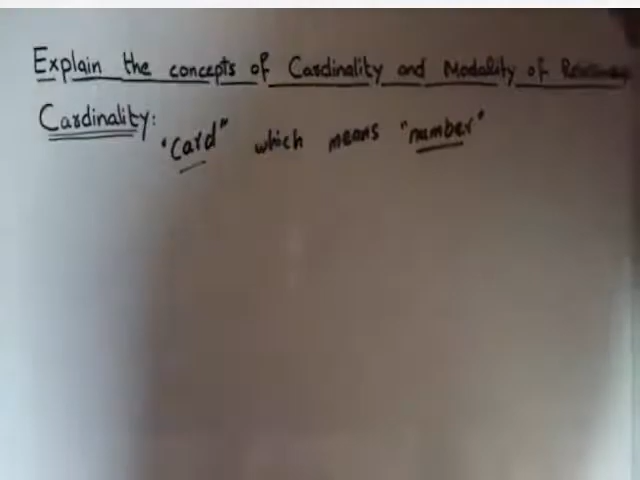 Explain the concepts of Cardinality and Modality of
Cardinality:
"Card" which means "number"